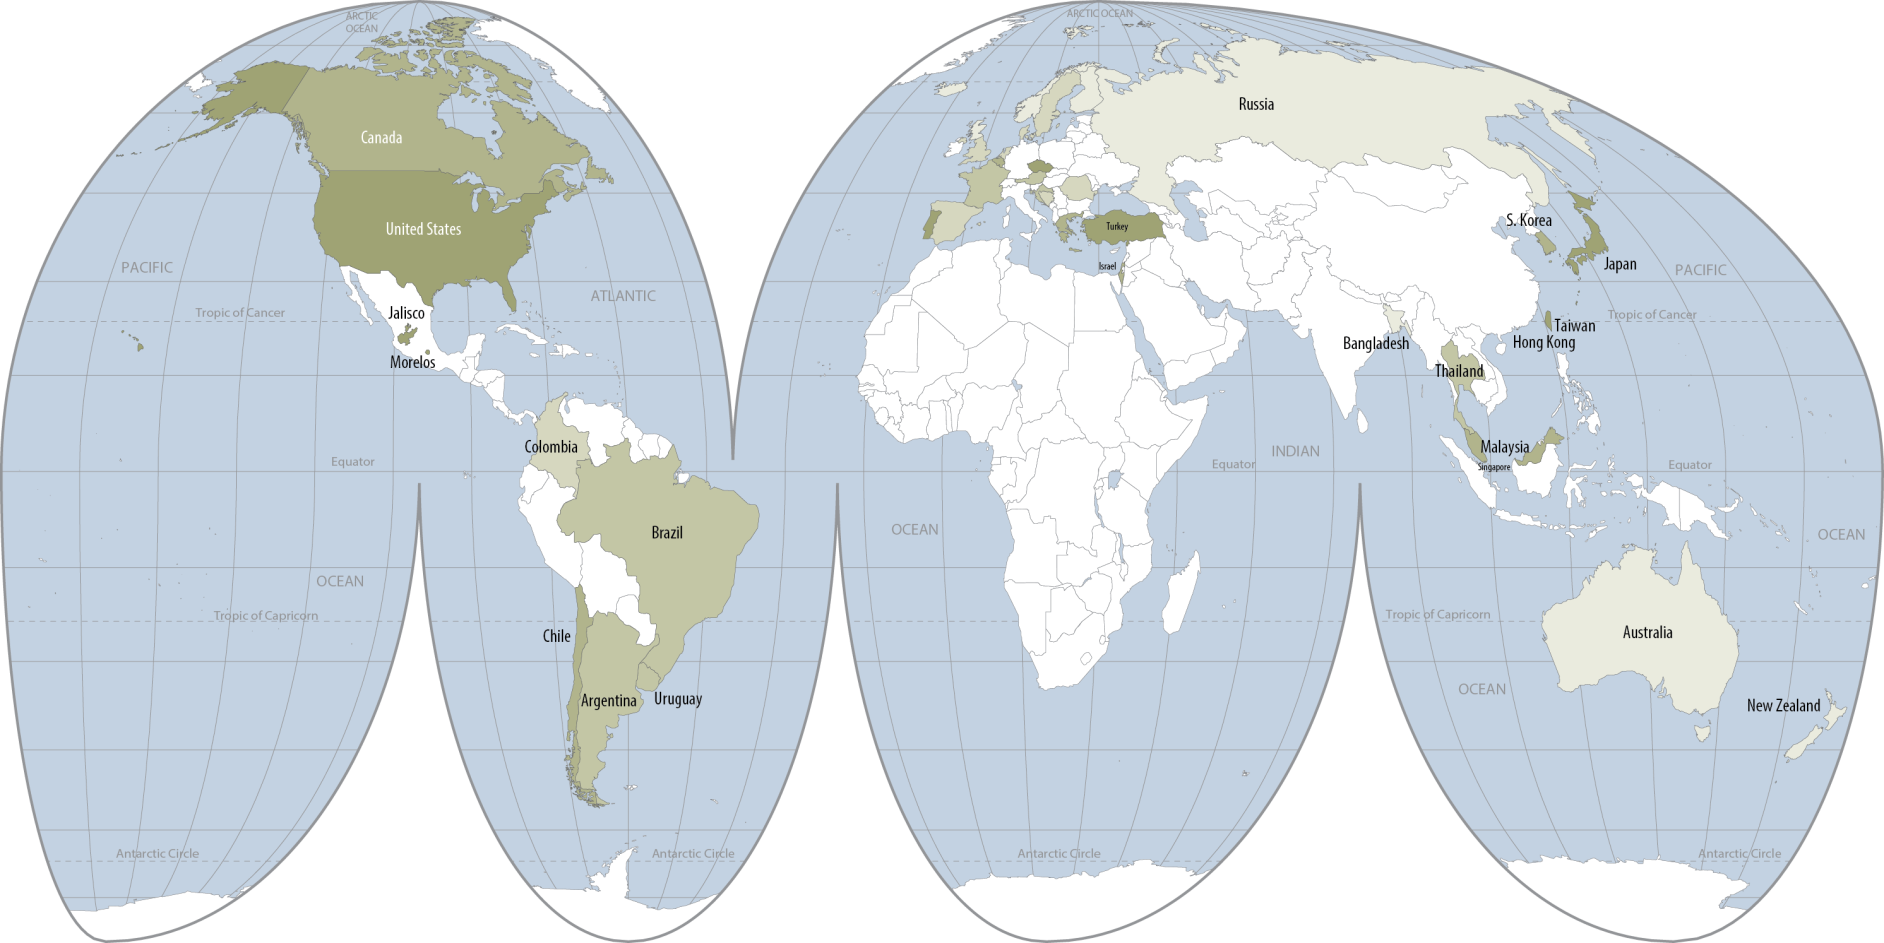 ARCTIC
OCEAN
ARCTIC OCEAN
Russia
Canada
S. Korea
Turkey
United States
Japan
PACIFIC
Israel
PACIFIC
ATLANTIC
Tropic of Cancer
Jalisco
Tropic of Cancer
Taiwan
Bangladesh
Hong Kong
Morelos
Thailand
Colombia
Malaysia
INDIAN
Equator
Equator
Singapore
Equator
Brazil
OCEAN
OCEAN
OCEAN
Tropic of Capricorn
Tropic of Capricorn
Chile
Australia
OCEAN
Argentina
Uruguay
New Zealand
Antarctic Circle
Antarctic Circle
Antarctic Circle
Antarctic Circle